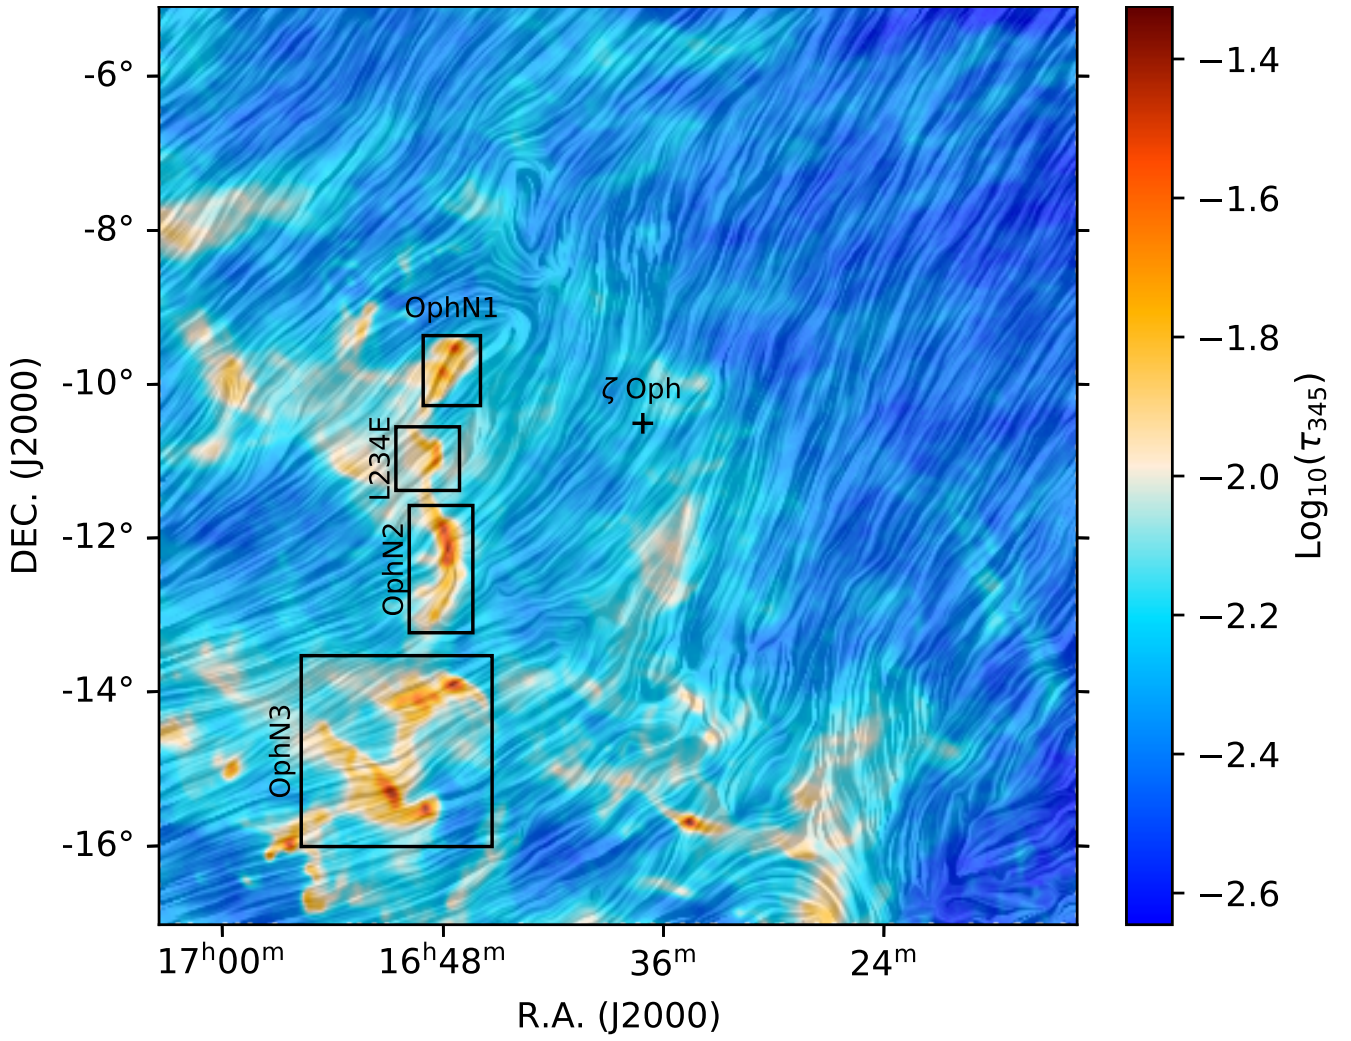 -6°
-8°
-10°
-12°
-14°
-16°
DEC. (J2000)
OphN1
ζ Oph
L234E
OphN2
OphN3
17ʰ00ᵐ
16ʰ48ᵐ
36ᵐ
24ᵐ
R.A. (J2000)
−1.4
−1.6
−1.8
−2.0
−2.2
−2.4
−2.6
Log₁₀(τ₃₄₅)